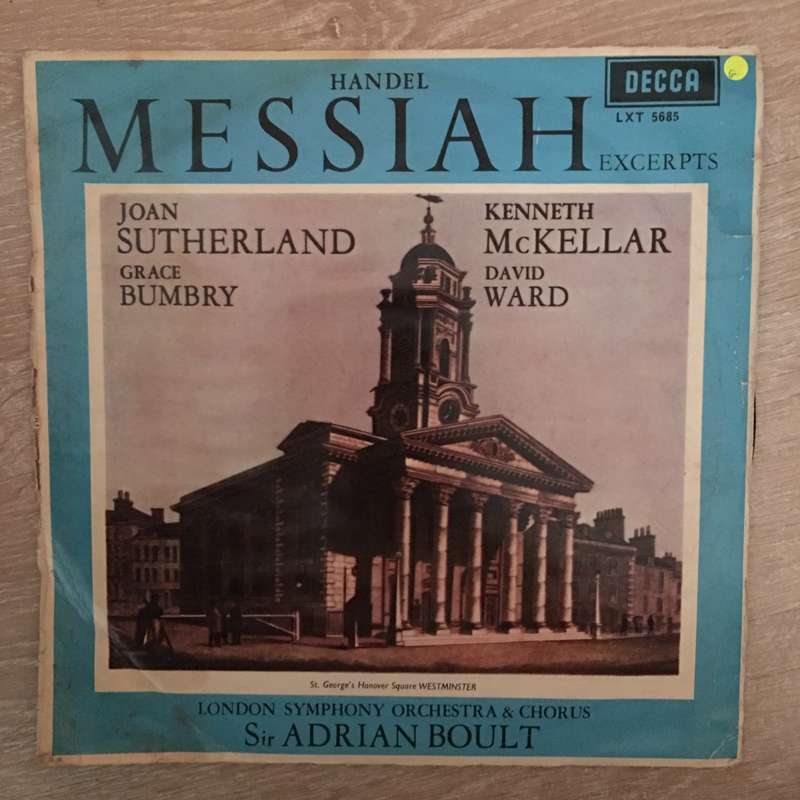 HANDEL
DECCA
LXT 5685
MESSIAH
EXCERPTS
JOAN
SUTHERLAND
GRACE
BUMBRY
KENNETH
McKELLAR
DAVID
WARD
St. George's Hanover Square WESTMINSTER
LONDON SYMPHONY ORCHESTRA & CHORUS
Sir ADRIAN BOULT